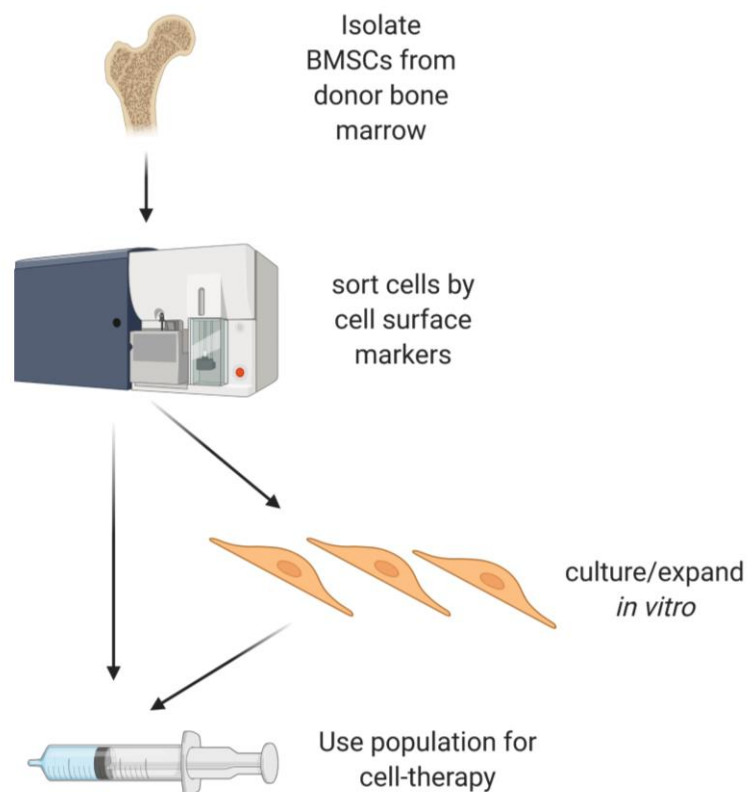 Isolate
BMSCs from
donor bone
marrow
sort cells by
cell surface
markers
culture/expand
in vitro
Use population for
cell-therapy